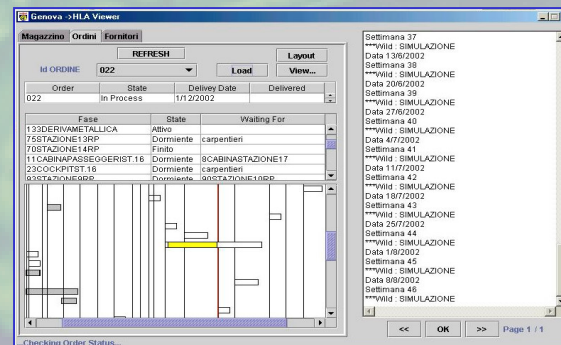 Genova ->HLA Viewer
Magazzino Ordini Fornitori
REFRESH Layout
Id ORDINE 022 Load View...
Order State Delivey Date Delivered
022 In Process 1/12/2002
Fase State Waiting For
133DERIVAMETALLICA Attivo
75STAZIONE13RP Dormiente carpentieri
70STAZIONE14RP Finito
11CABINAPASSEGGERIST.16 Dormiente 8CABINASTAZIONE17
23COCKPITST.16 Dormiente carpentieri
93STAZIONE9RP Dormiente 90STAZIONE10RP
Checking Order Status...
Settimana 37
***Wild : SIMULAZIONE
Data 13/6/2002
Settimana 38
***Wild : SIMULAZIONE
Data 20/6/2002
Settimana 39
***Wild : SIMULAZIONE
Data 27/6/2002
Settimana 40
***Wild : SIMULAZIONE
Data 4/7/2002
Settimana 41
***Wild : SIMULAZIONE
Data 11/7/2002
Settimana 42
***Wild : SIMULAZIONE
Data 18/7/2002
Settimana 43
***Wild : SIMULAZIONE
Data 25/7/2002
Settimana 44
***Wild : SIMULAZIONE
Data 1/8/2002
Settimana 45
***Wild : SIMULAZIONE
Data 8/8/2002
Settimana 46
***Wild : SIMULAZIONE
<< OK >> Page 1 / 1